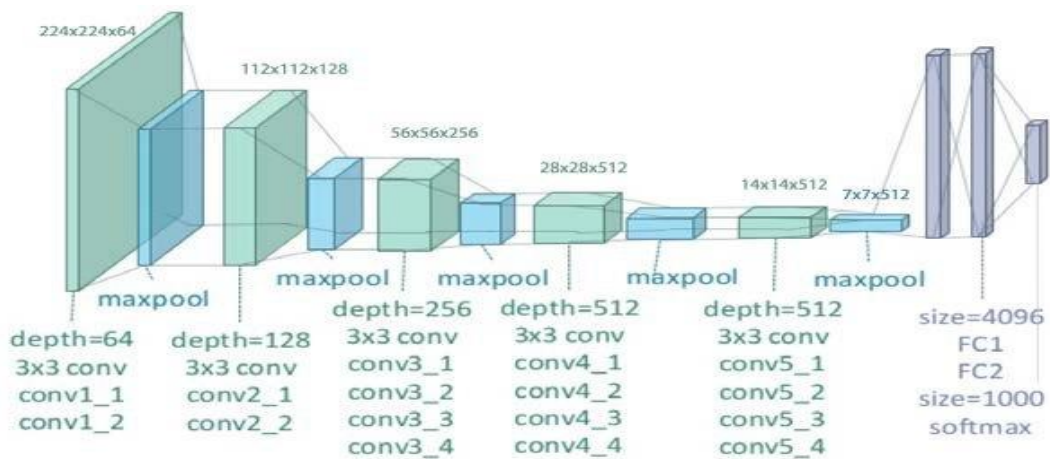 224x224x64
112x112x128
56x56x256
28x28x512
14x14x512
7x7x512
maxpool
maxpool
maxpool
maxpool
maxpool
depth=64
3x3 conv
conv1_1
conv1_2
depth=128
3x3 conv
conv2_1
conv2_2
depth=256
3x3 conv
conv3_1
conv3_2
conv3_3
conv3_4
depth=512
3x3 conv
conv4_1
conv4_2
conv4_3
conv4_4
depth=512
3x3 conv
conv5_1
conv5_2
conv5_3
conv5_4
size=4096
FC1
FC2
size=1000
softmax